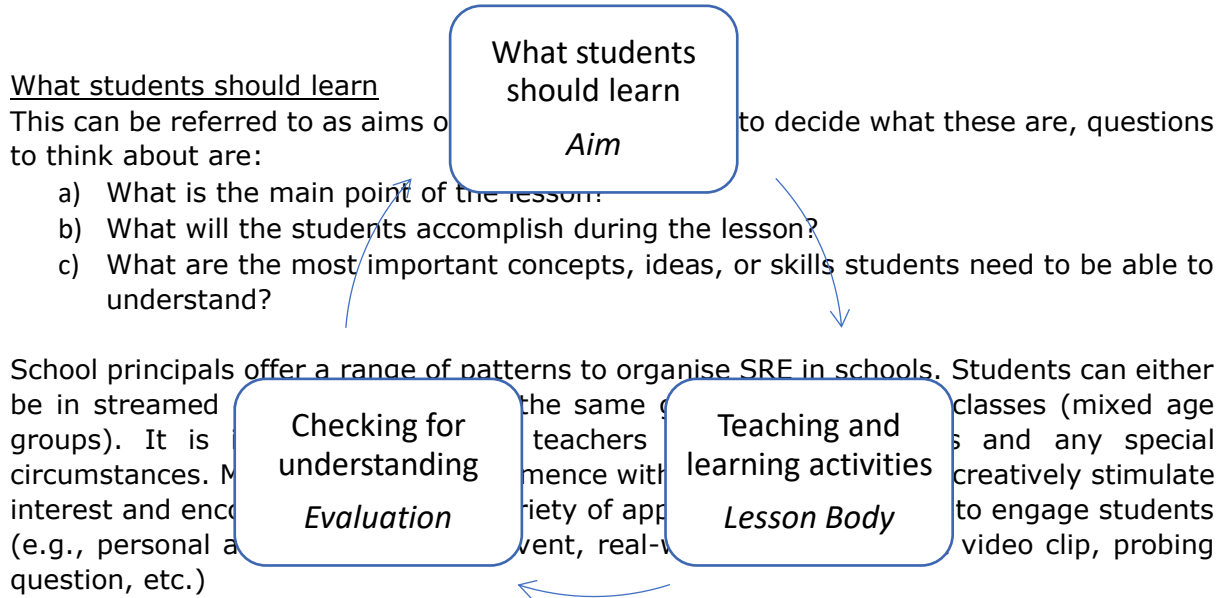 What students
should learn
Aim
What students should learn
This can be referred to as aims o to decide what these are, questions
to think about are:
a) What is the main point of the lesson?
b) What will the students accomplish during the lesson?
c) What are the most important concepts, ideas, or skills students need to be able to
understand?
School principals offer a range of patterns to organise SRE in schools. Students can either
be in streamed the same classes (mixed age
groups). It is teachers and any special
circumstances. mence with creatively stimulate
interest and enc riety of app to engage students
(e.g., personal a vent, real- video clip, probing
question, etc.)
Checking for
understanding
Evaluation
Teaching and
learning activities
Lesson Body